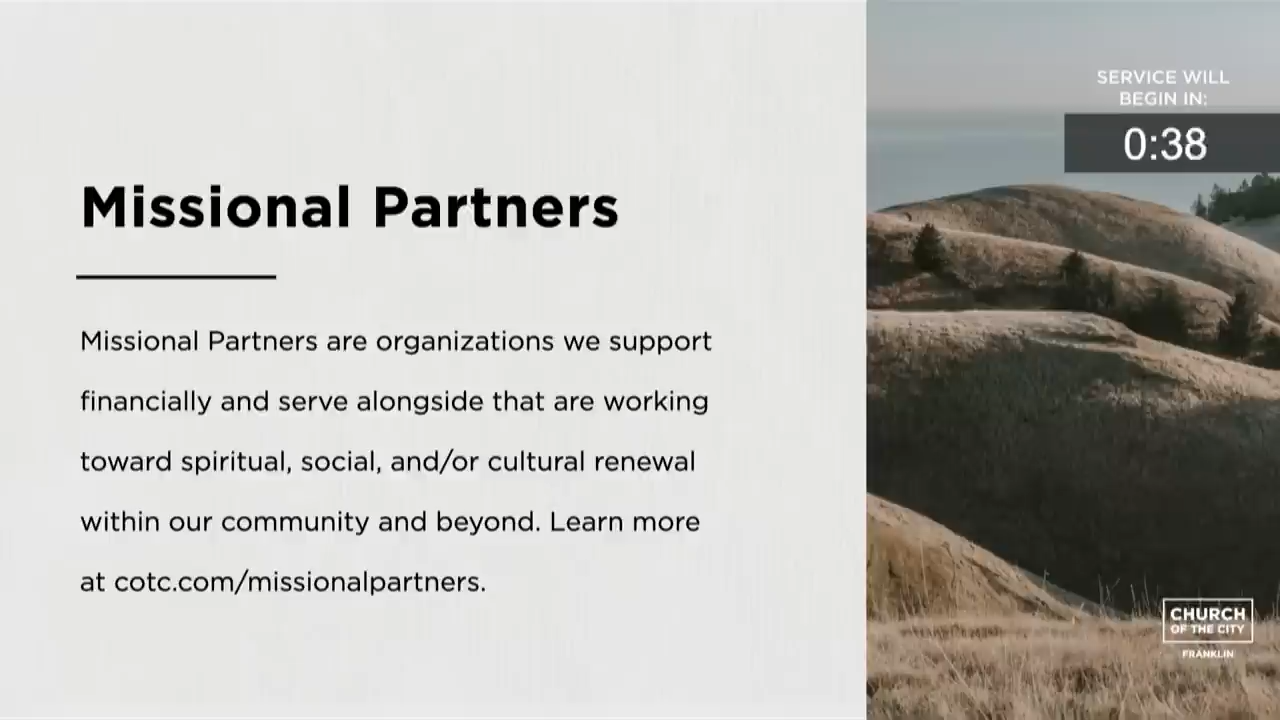 Missional Partners
Missional Partners are organizations we support
financially and serve alongside that are working
toward spiritual, social, and/or cultural renewal
within our community and beyond. Learn more
at cotc.com/missionalpartners.
SERVICE WILL
BEGIN IN:
0:38
CHURCH
OF THE CITY
FRANKLIN